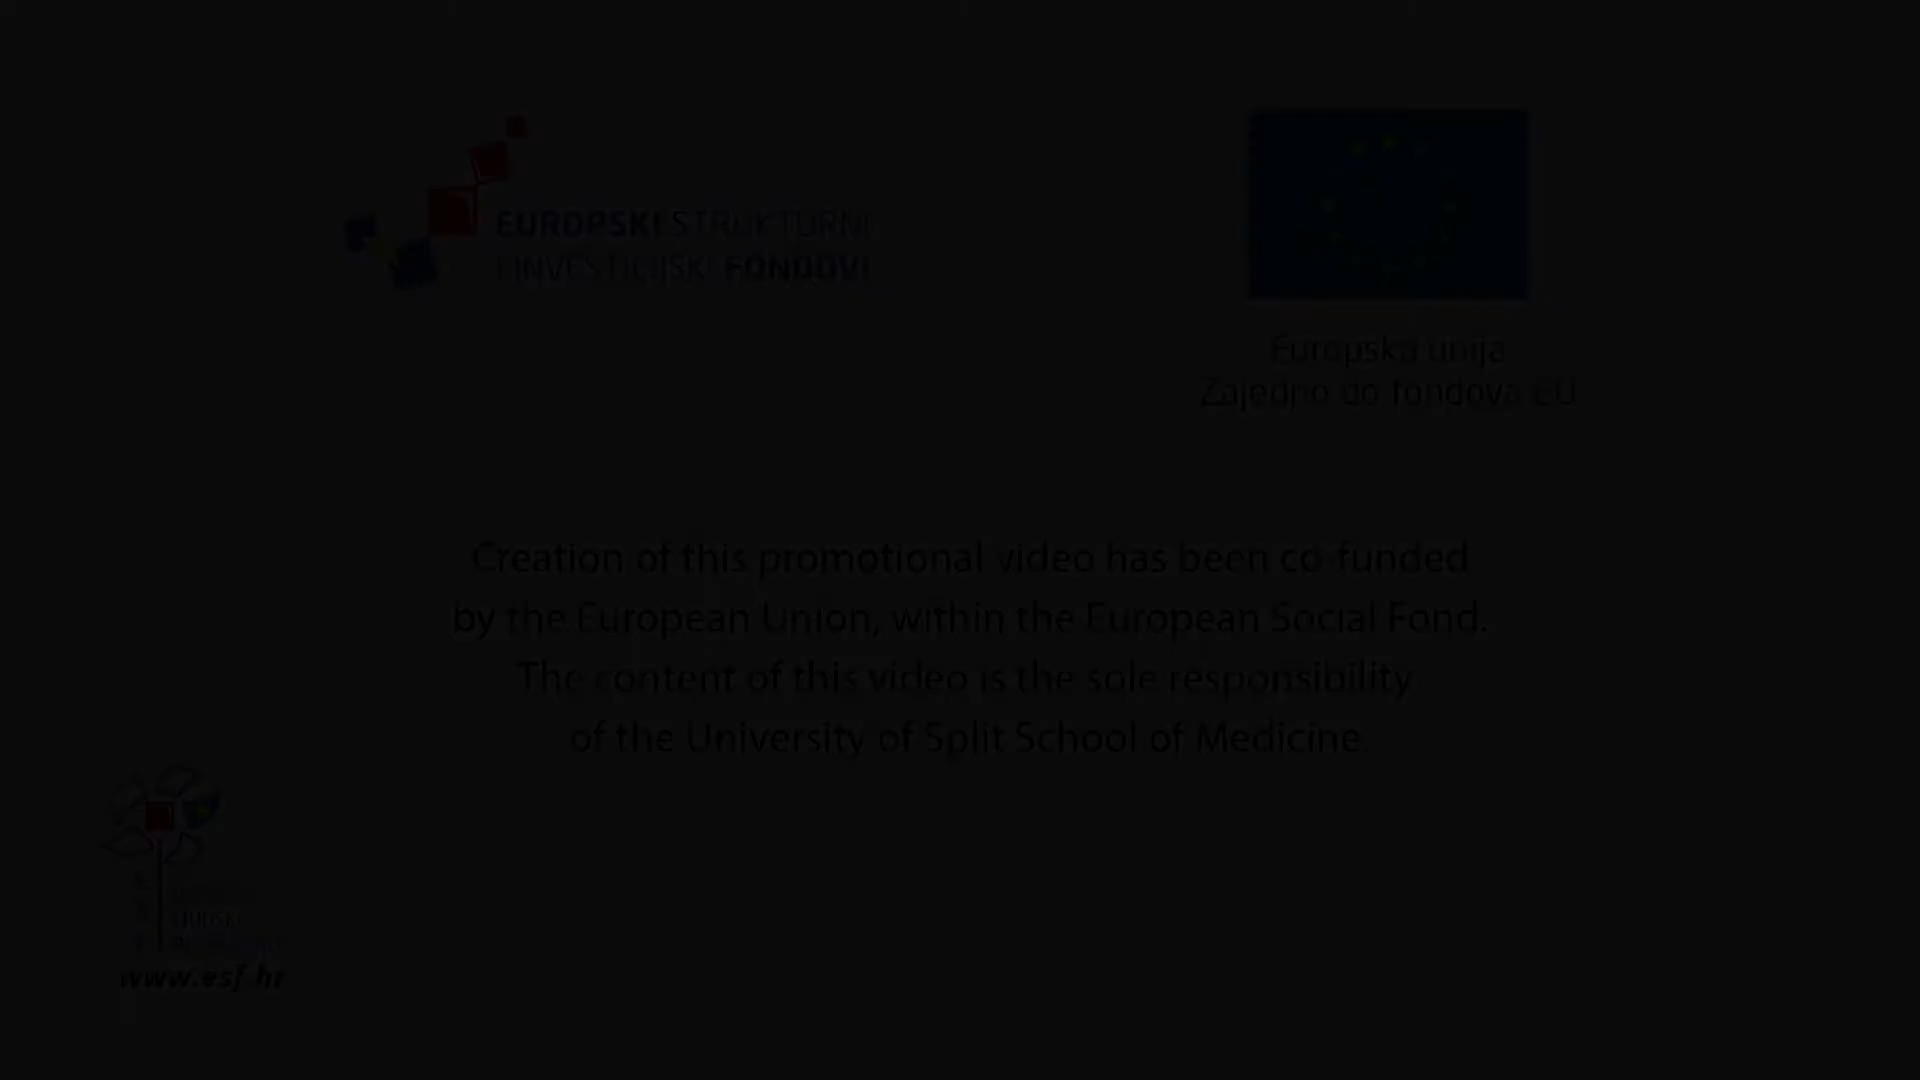 EUROPSKI STRUKTURNI
I INVESTICIJSKI FONDOVI
Europska unija
Zajedno do fondova EU
Creation of this promotional video has been co-funded
by the European Union, within the European Social Fond.
The content of this video is the sole responsibility
of the University of Split School of Medicine.
LJUDSKI
www.esf.hr